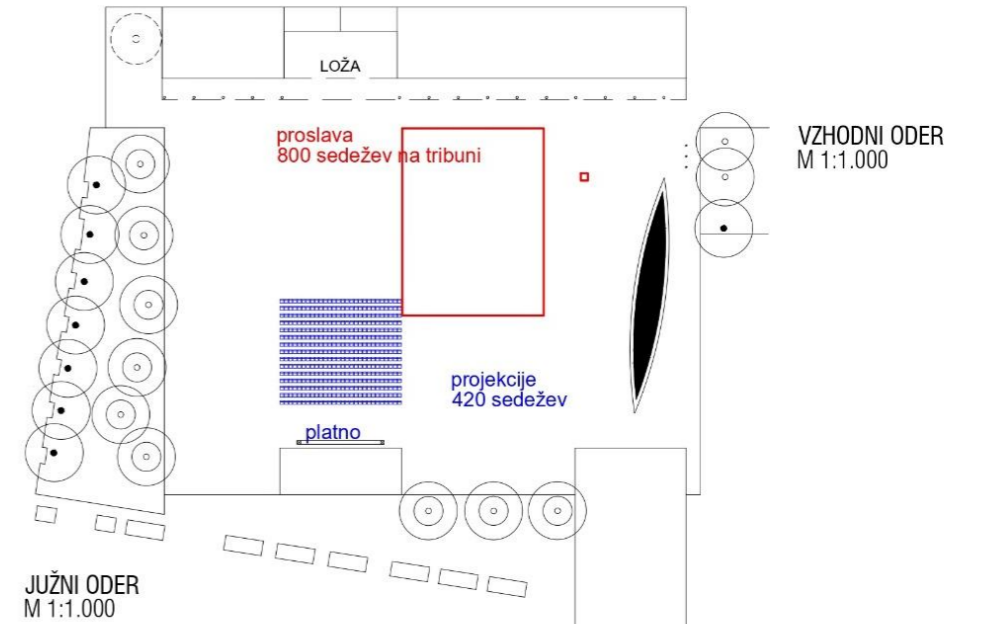 LOŽA
proslava
800 sedežev na tribuni
VZHODNI ODER
M 1:1.000
projekcije
420 sedežev
platno
JUŽNI ODER
M 1:1.000